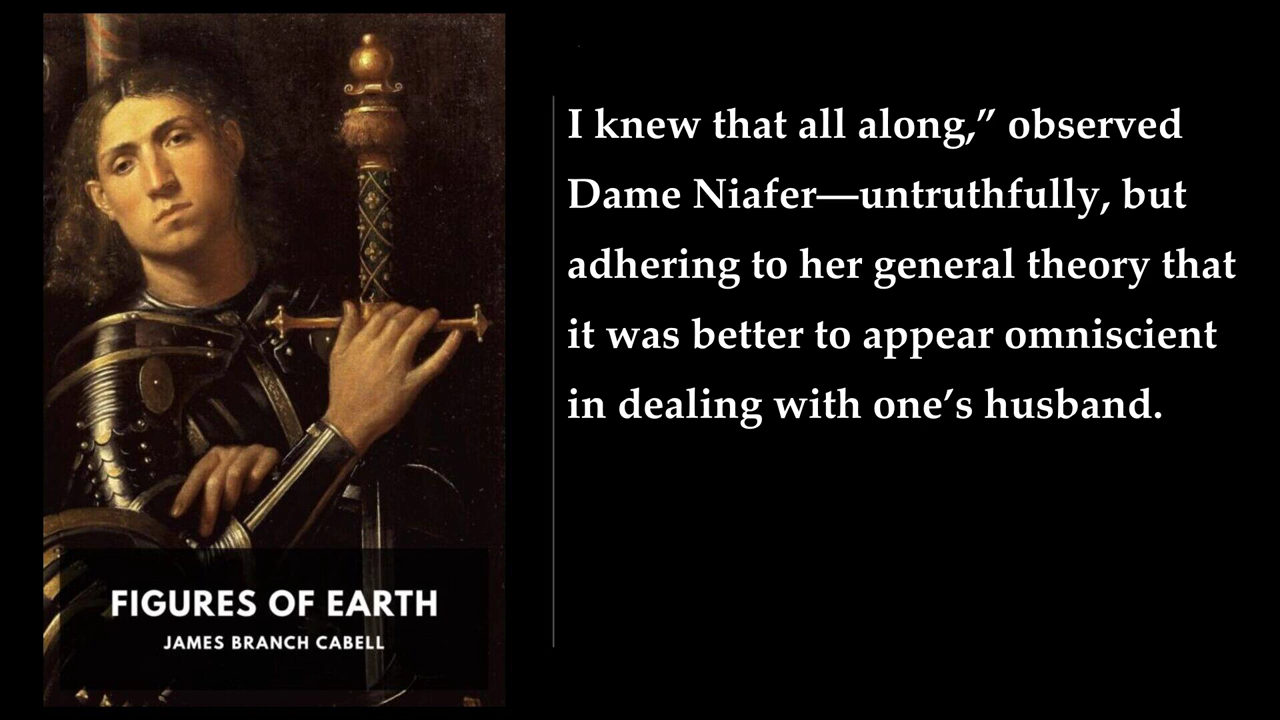 FIGURES OF EARTH
JAMES BRANCH CABELL
I knew that all along,” observed
Dame Niafer—untruthfully, but
adhering to her general theory that
it was better to appear omniscient
in dealing with one’s husband.